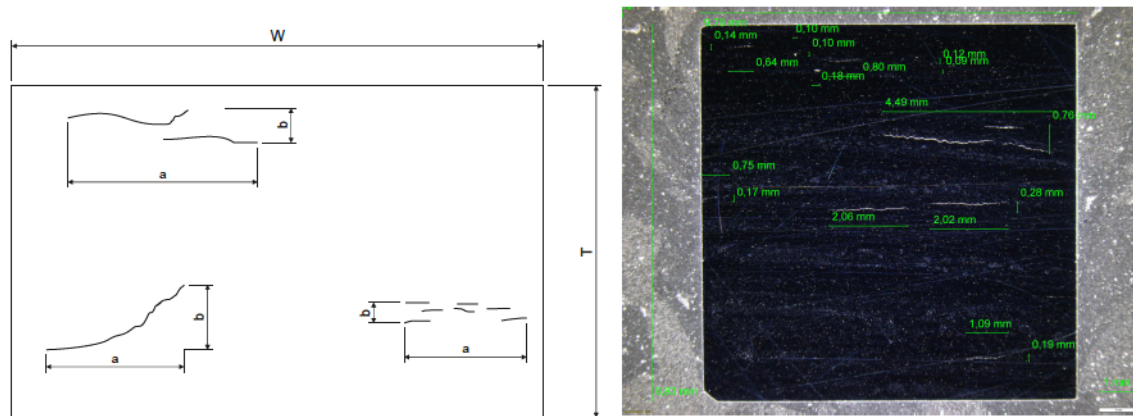 W
b
a
T
b
a
b
a
0,14 mm
0,10 mm
0,10 mm
0,64 mm
0,18 mm
0,80 mm
0,12 mm
0,09 mm
4,49 mm
0,76 mm
0,75 mm
0,17 mm
0,28 mm
2,06 mm
2,02 mm
1,09 mm
0,19 mm